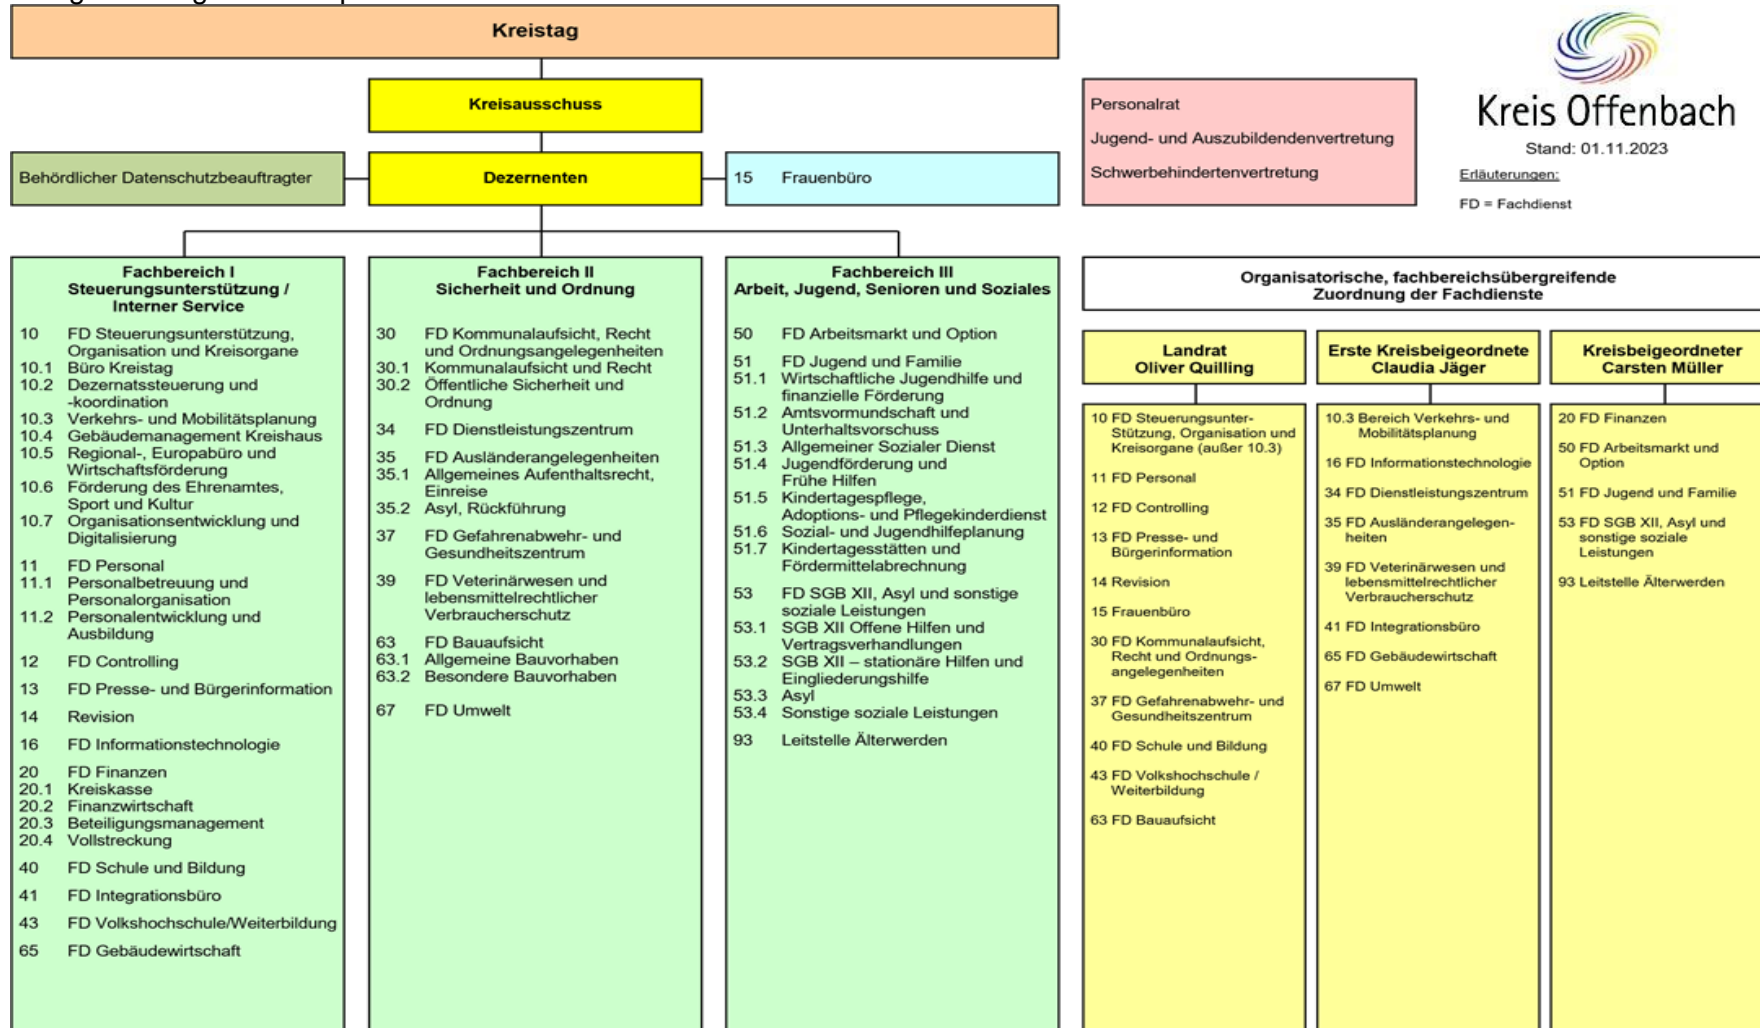 Kreistag
Kreisausschuss
Behördlicher Datenschutzbeauftragter
Dezernenten
15 Frauenbüro
Personalrat
Jugend- und Auszubildendenvertretung
Schwerbehindertenvertretung
Kreis Offenbach
Stand: 01.11.2023
Erläuterungen:
FD = Fachdienst
Fachbereich I
Steuerungsunterstützung /
Interner Service
10 FD Steuerungsunterstützung,
Organisation und Kreisorgane
10.1 Büro Kreistag
10.2 Dezernatssteuerung und
-koordination
10.3 Verkehrs- und Mobilitätsplanung
10.4 Gebäudemanagement Kreishaus
10.5 Regional-, Europabüro und
Wirtschaftsförderung
10.6 Förderung des Ehrenamtes,
Sport und Kultur
10.7 Organisationsentwicklung und
Digitalisierung
11 FD Personal
11.1 Personalbetreuung und
Personalorganisation
11.2 Personalentwicklung und
Ausbildung
12 FD Controlling
13 FD Presse- und Bürgerinformation
14 Revision
16 FD Informationstechnologie
20 FD Finanzen
20.1 Kreiskasse
20.2 Finanzwirtschaft
20.3 Beteiligungsmanagement
20.4 Vollstreckung
40 FD Schule und Bildung
41 FD Integrationsbüro
43 FD Volkshochschule/Weiterbildung
65 FD Gebäudewirtschaft
Fachbereich II
Sicherheit und Ordnung
30 FD Kommunalaufsicht, Recht
und Ordnungsangelegenheiten
30.1 Kommunalaufsicht und Recht
30.2 Öffentliche Sicherheit und
Ordnung
34 FD Dienstleistungszentrum
35 FD Ausländerangelegenheiten
35.1 Allgemeines Aufenthaltsrecht,
Einreise
35.2 Asyl, Rückführung
37 FD Gefahrenabwehr- und
Gesundheitszentrum
39 FD Veterinärwesen und
lebensmittelrechtlicher
Verbraucherschutz
63 FD Bauaufsicht
63.1 Allgemeine Bauvorhaben
63.2 Besondere Bauvorhaben
67 FD Umwelt
Fachbereich III
Arbeit, Jugend, Senioren und Soziales
50 FD Arbeitsmarkt und Option
51 FD Jugend und Familie
51.1 Wirtschaftliche Jugendhilfe und
finanzielle Förderung
51.2 Amtsvormundschaft und
Unterhaltsvorschuss
51.3 Allgemeiner Sozialer Dienst
51.4 Jugendförderung und
Frühe Hilfen
51.5 Kindertagespflege,
Adoptions- und Pflegekinderdienst
51.6 Sozial- und Jugendhilfeplanung
51.7 Kindertagesstätten und
Fördermittelabrechnung
53 FD SGB XII, Asyl und sonstige
soziale Leistungen
53.1 SGB XII Offene Hilfen und
Vertragsverhandlungen
53.2 SGB XII – stationäre Hilfen und
Eingliederungshilfe
53.3 Asyl
53.4 Sonstige soziale Leistungen
93 Leitstelle Älterwerden
Organisatorische, fachbereichsübergreifende
Zuordnung der Fachdienste
Landrat
Oliver Quilling
10 FD Steuerungsunter-
Stützung, Organisation und
Kreisorgane (außer 10.3)
11 FD Personal
12 FD Controlling
13 FD Presse- und
Bürgerinformation
14 Revision
15 Frauenbüro
30 FD Kommunalaufsicht,
Recht und Ordnungs-
angelegenheiten
37 FD Gefahrenabwehr- und
Gesundheitszentrum
40 FD Schule und Bildung
43 FD Volkshochschule /
Weiterbildung
63 FD Bauaufsicht
Erste Kreisbeigeordnete
Claudia Jäger
10.3 Bereich Verkehrs- und
Mobilitätsplanung
16 FD Informationstechnologie
34 FD Dienstleistungszentrum
35 FD Ausländerangelegen-
heiten
39 FD Veterinärwesen und
lebensmittelrechtlicher
Verbraucherschutz
41 FD Integrationsbüro
65 FD Gebäudewirtschaft
67 FD Umwelt
Kreisbeigeordneter
Carsten Müller
20 FD Finanzen
50 FD Arbeitsmarkt und
Option
51 FD Jugend und Familie
53 FD SGB XII, Asyl und
sonstige soziale
Leistungen
93 Leitstelle Älterwerden